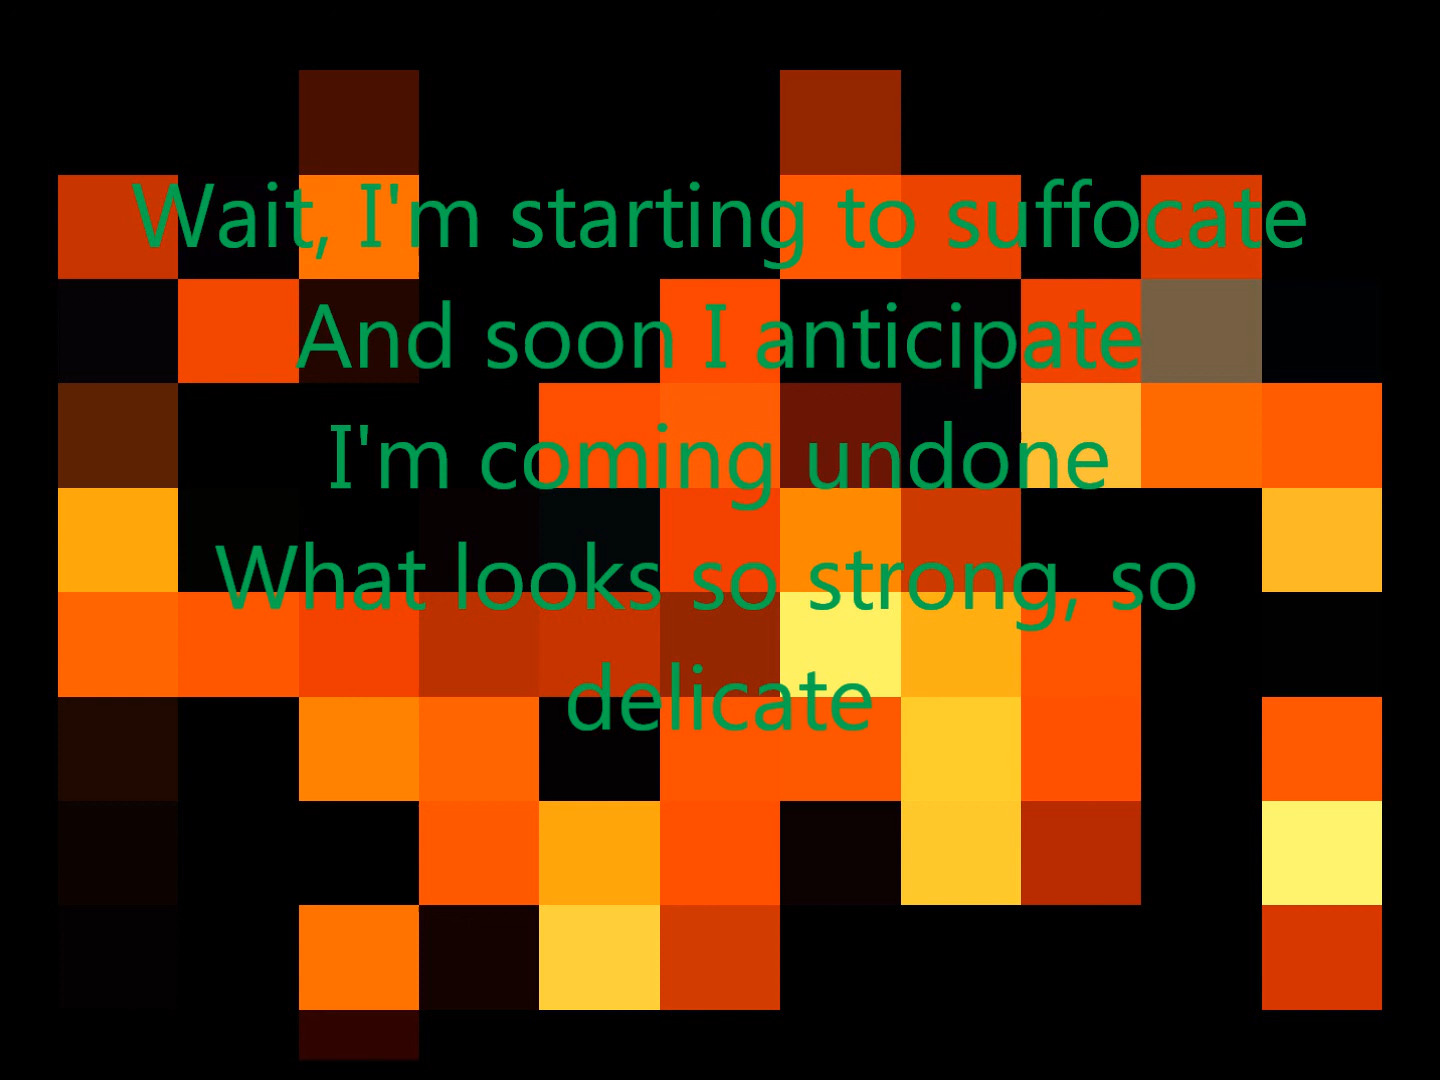 Wait, I'm starting to suffocate
And soon I anticipate
I'm coming undone
What looks so strong, so
delicate